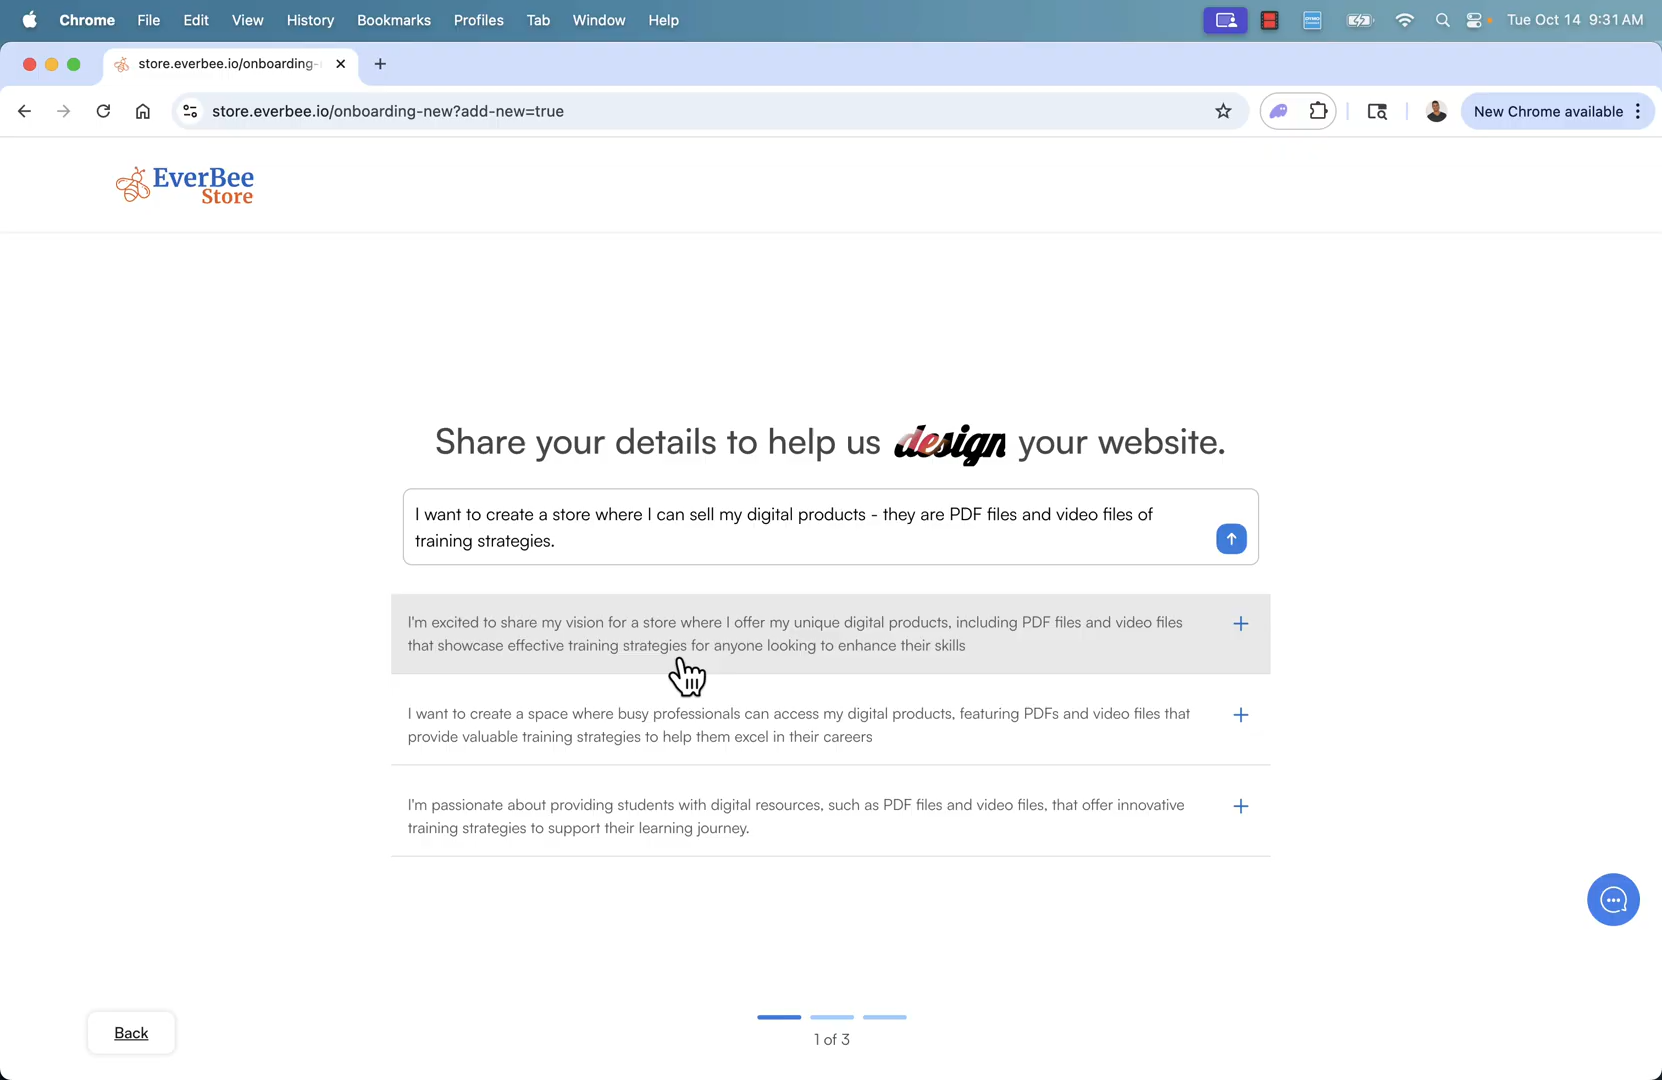 Chrome File Edit View History Bookmarks Profiles Tab Window Help Tue Oct 14 9:31 AM
store.everbee.io/onboarding-
store.everbee.io/onboarding-new?add-new=true New Chrome available
EverBee
Store
Share your details to help us design your website.
I want to create a store where I can sell my digital products - they are PDF files and video files of
training strategies.
I'm excited to share my vision for a store where I offer my unique digital products, including PDF files and video files
that showcase effective training strategies for anyone looking to enhance their skills
I want to create a space where busy professionals can access my digital products, featuring PDFs and video files that
provide valuable training strategies to help them excel in their careers
I'm passionate about providing students with digital resources, such as PDF files and video files, that offer innovative
training strategies to support their learning journey.
Back
1 of 3